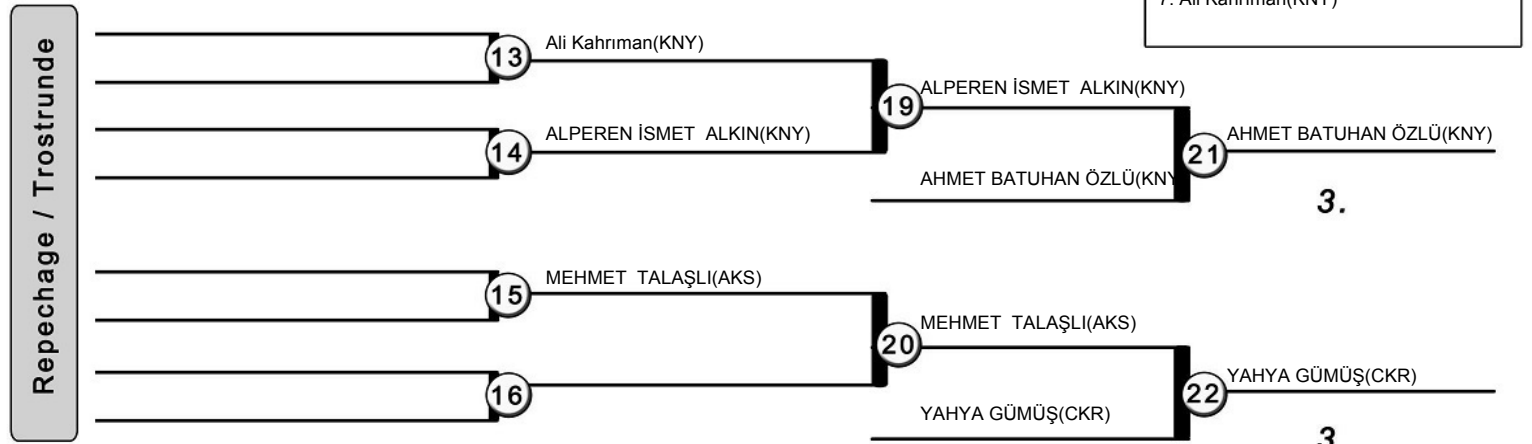 7. Ali Kahrıman(KNY)
Repechage / Trostrunde
13
Ali Kahrıman(KNY)
19
ALPEREN İSMET ALKIN(KNY)
14
ALPEREN İSMET ALKIN(KNY)
21
AHMET BATUHAN ÖZLÜ(KNY)
AHMET BATUHAN ÖZLÜ(KNY
3.
15
MEHMET TALAŞLI(AKS)
20
MEHMET TALAŞLI(AKS)
16
22
YAHYA GÜMÜŞ(CKR)
YAHYA GÜMÜŞ(CKR)
3